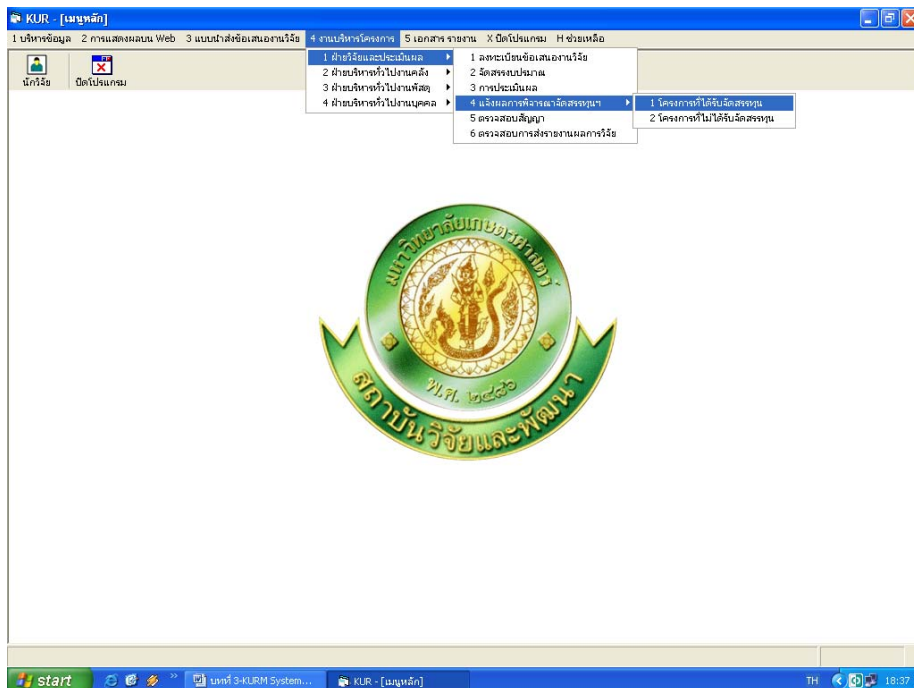 KUR - [เมนูหลัก]
1 บริหารข้อมูล 2 การแสดงผลบน Web 3 แบบนำส่งข้อเสนองานวิจัย 4 งานบริหารโครงการ 5 เอกสาร รายงาน X ปิดโปรแกรม H ช่วยเหลือ
นักวิจัย ปิดโปรแกรม
1 ฝ่ายวิจัยและประเมินผล
2 ฝ่ายบริหารทั่วไปงานคลัง
3 ฝ่ายบริหารทั่วไปงานพัสดุ
4 ฝ่ายบริหารทั่วไปงานบุคคล
1 ลงทะเบียนข้อเสนองานวิจัย
2 จัดสรรงบประมาณ
3 การประเมินผล
4 แจ้งผลการพิจารณาจัดสรรทุนฯ
5 ตรวจสอบสัญญา
6 ตรวจสอบการส่งรายงานผลการวิจัย
1 โครงการที่ได้รับจัดสรรทุน
2 โครงการที่ไม่ได้รับจัดสรรทุน
มหาวิทยาลัยเกษตรศาสตร์
พ.ศ. ๒๔๘๖
สถาบันวิจัยและพัฒนา
start บทที่ 3-KURM System... KUR - [เมนูหลัก] TH 18:37